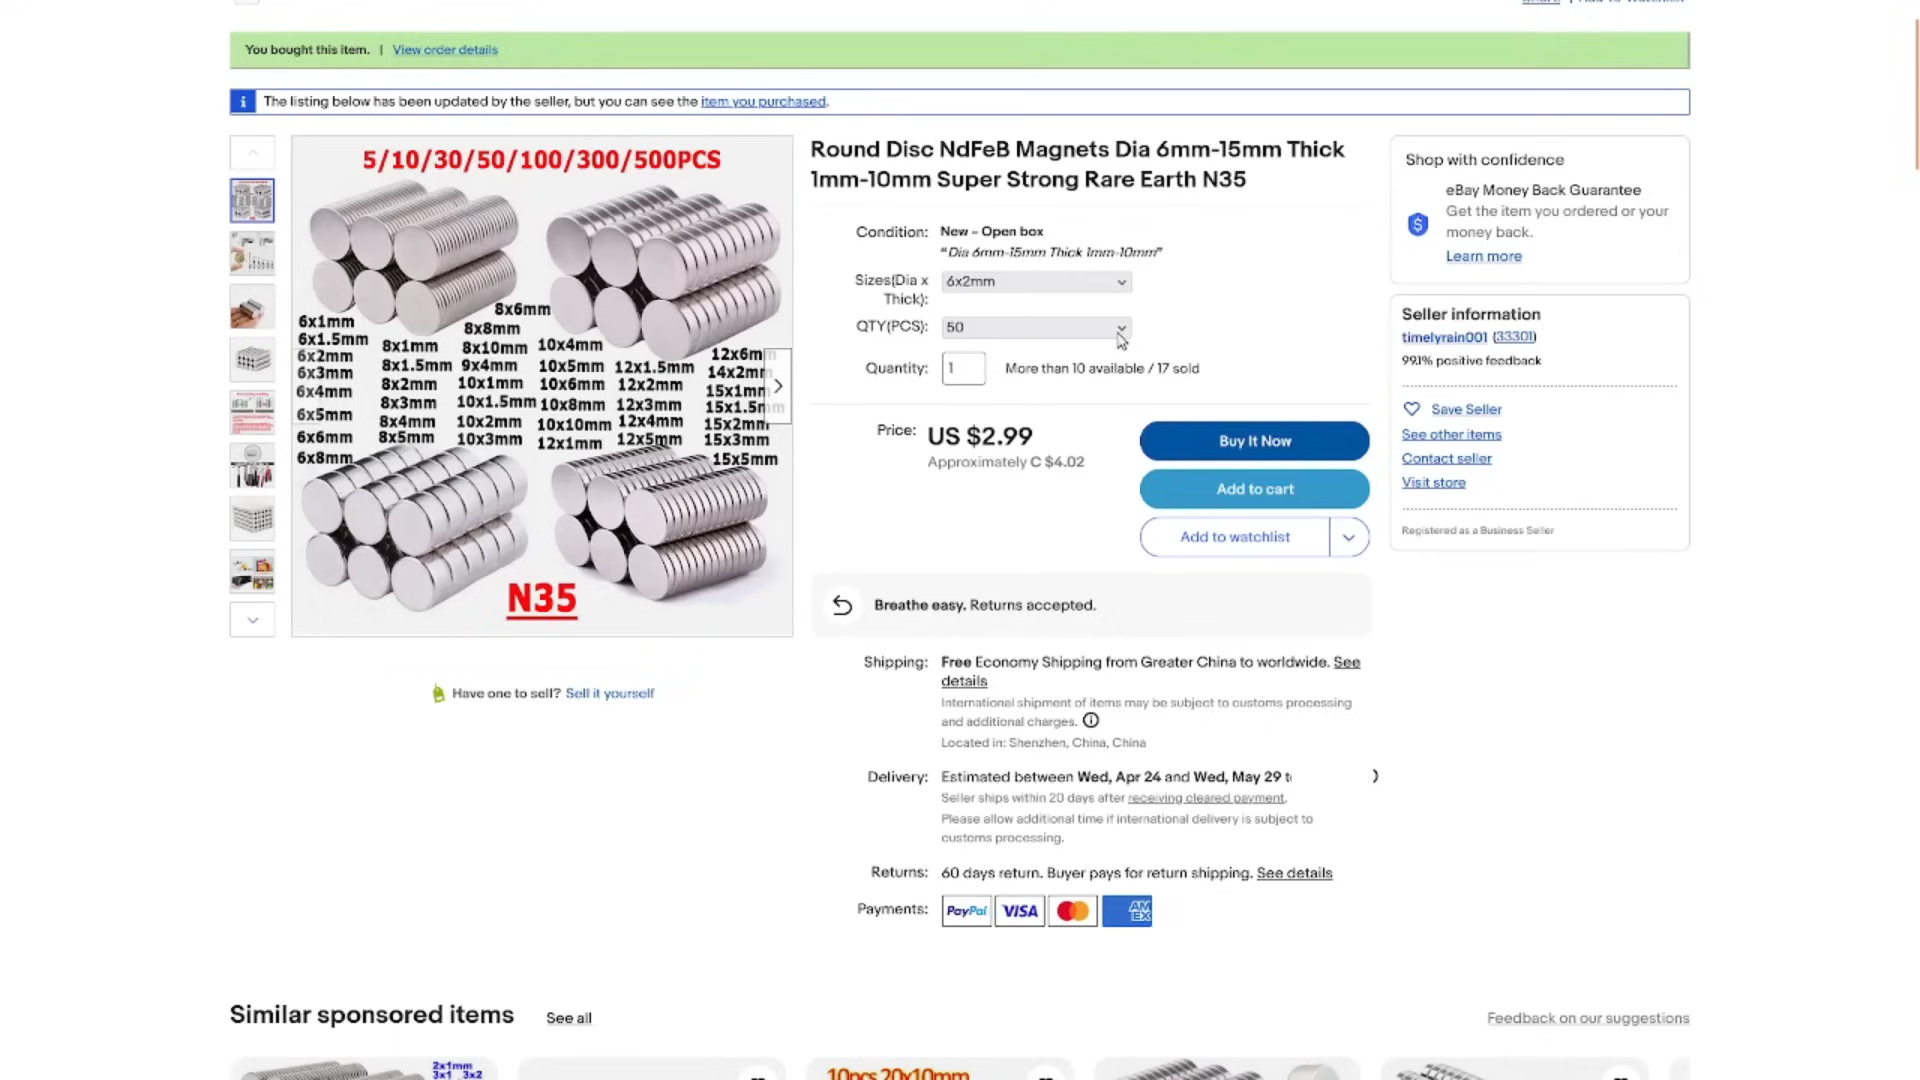 You bought this item. | View order details
i The listing below has been updated by the seller, but you can see the item you purchased.
5/10/30/50/100/300/500PCS
6x1mm
6x1.5mm
6x2mm
6x3mm
6x4mm
6x5mm
6x6mm
6x8mm
8x1mm
8x1.5mm
8x2mm
8x3mm
8x4mm
8x5mm
8x6mm
8x8mm
8x10mm
9x4mm
10x1mm
10x1.5mm
10x2mm
10x3mm
10x4mm
10x5mm
10x6mm
10x8mm
10x10mm
12x1mm
12x1.5mm
12x2mm
12x3mm
12x4mm
12x5mm
12x6mm
14x2mm
15x1mm
15x1.5mm
15x2mm
15x3mm
15x5mm
N35
Have one to sell? Sell it yourself
Round Disc NdFeB Magnets Dia 6mm-15mm Thick
1mm-10mm Super Strong Rare Earth N35
Condition: New – Open box
“Dia 6mm-15mm Thick 1mm-10mm”
Sizes(Dia x
Thick): 6x2mm
QTY(PCS): 50
Quantity: 1 More than 10 available / 17 sold
Price: US $2.99
Approximately C $4.02
Buy It Now
Add to cart
Add to watchlist
Breathe easy. Returns accepted.
Shipping: Free Economy Shipping from Greater China to worldwide. See
details
International shipment of items may be subject to customs processing
and additional charges.
Located in: Shenzhen, China, China
Delivery: Estimated between Wed, Apr 24 and Wed, May 29 t
Seller ships within 20 days after receiving cleared payment.
Please allow additional time if international delivery is subject to
customs processing.
Returns: 60 days return. Buyer pays for return shipping. See details
Payments: PayPal VISA AM EX
Shop with confidence
eBay Money Back Guarantee
Get the item you ordered or your
money back.
Learn more
Seller information
timelyrain001 (33301)
99.1% positive feedback
Save Seller
See other items
Contact seller
Visit store
Registered as a Business Seller
Similar sponsored items See all
Feedback on our suggestions
2x1mm
3x1 3x2
10pcs 20x10mm